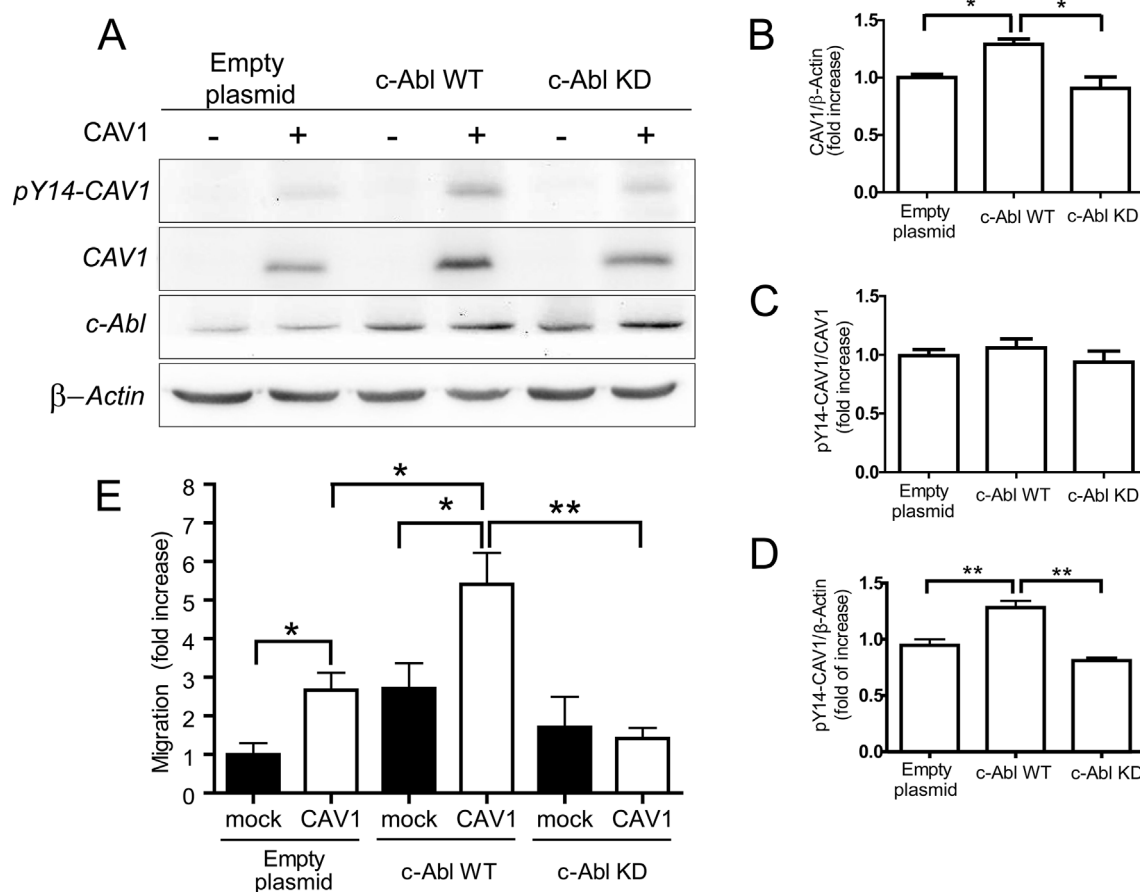 A
Empty
plasmid
c-Abl WT
c-Abl KD
CAV1
- + - + - +
pY14-CAV1
CAV1
c-Abl
β–Actin
B
CAV1/β-Actin
(fold increase)
1.5
1.0
0.5
0.0
* *
Empty
plasmid
c-Abl WT
c-Abl KD
C
pY14-CAV1/CAV1
(fold increase)
1.5
1.0
0.5
0.0
Empty
plasmid
c-Abl WT
c-Abl KD
D
pY14-CAV1/β-Actin
(fold of increase)
1.5
1.0
0.5
0.0
** **
Empty
plasmid
c-Abl WT
c-Abl KD
E
Migration (fold increase)
8
7
6
5
4
3
2
1
0
*
* **
*
mock CAV1 mock CAV1 mock CAV1
Empty
plasmid
c-Abl WT
c-Abl KD